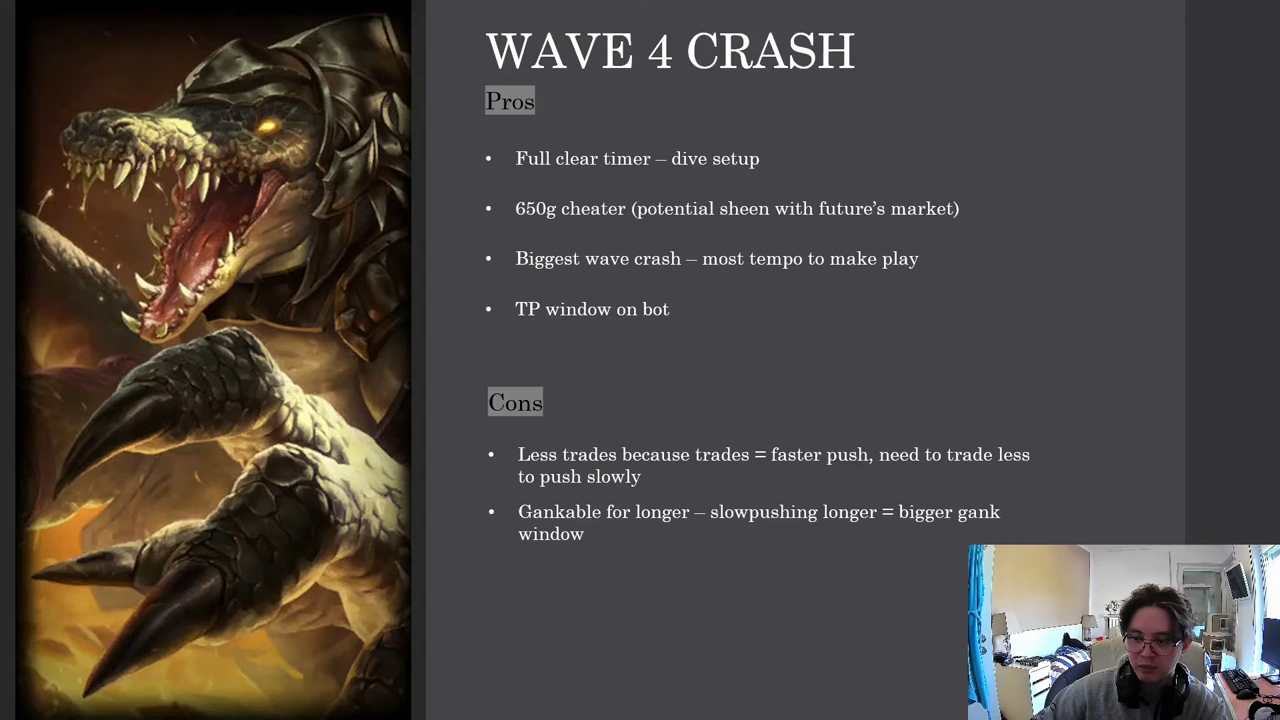 WAVE 4 CRASH
Pros
• Full clear timer – dive setup
• 650g cheater (potential sheen with future’s market)
• Biggest wave crash – most tempo to make play
• TP window on bot
Cons
• Less trades because trades = faster push, need to trade less
to push slowly
• Gankable for longer – slowpushing longer = bigger gank
window